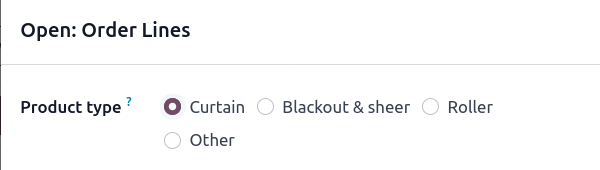 Open: Order Lines
Product type ? Curtain Blackout & sheer Roller
Other